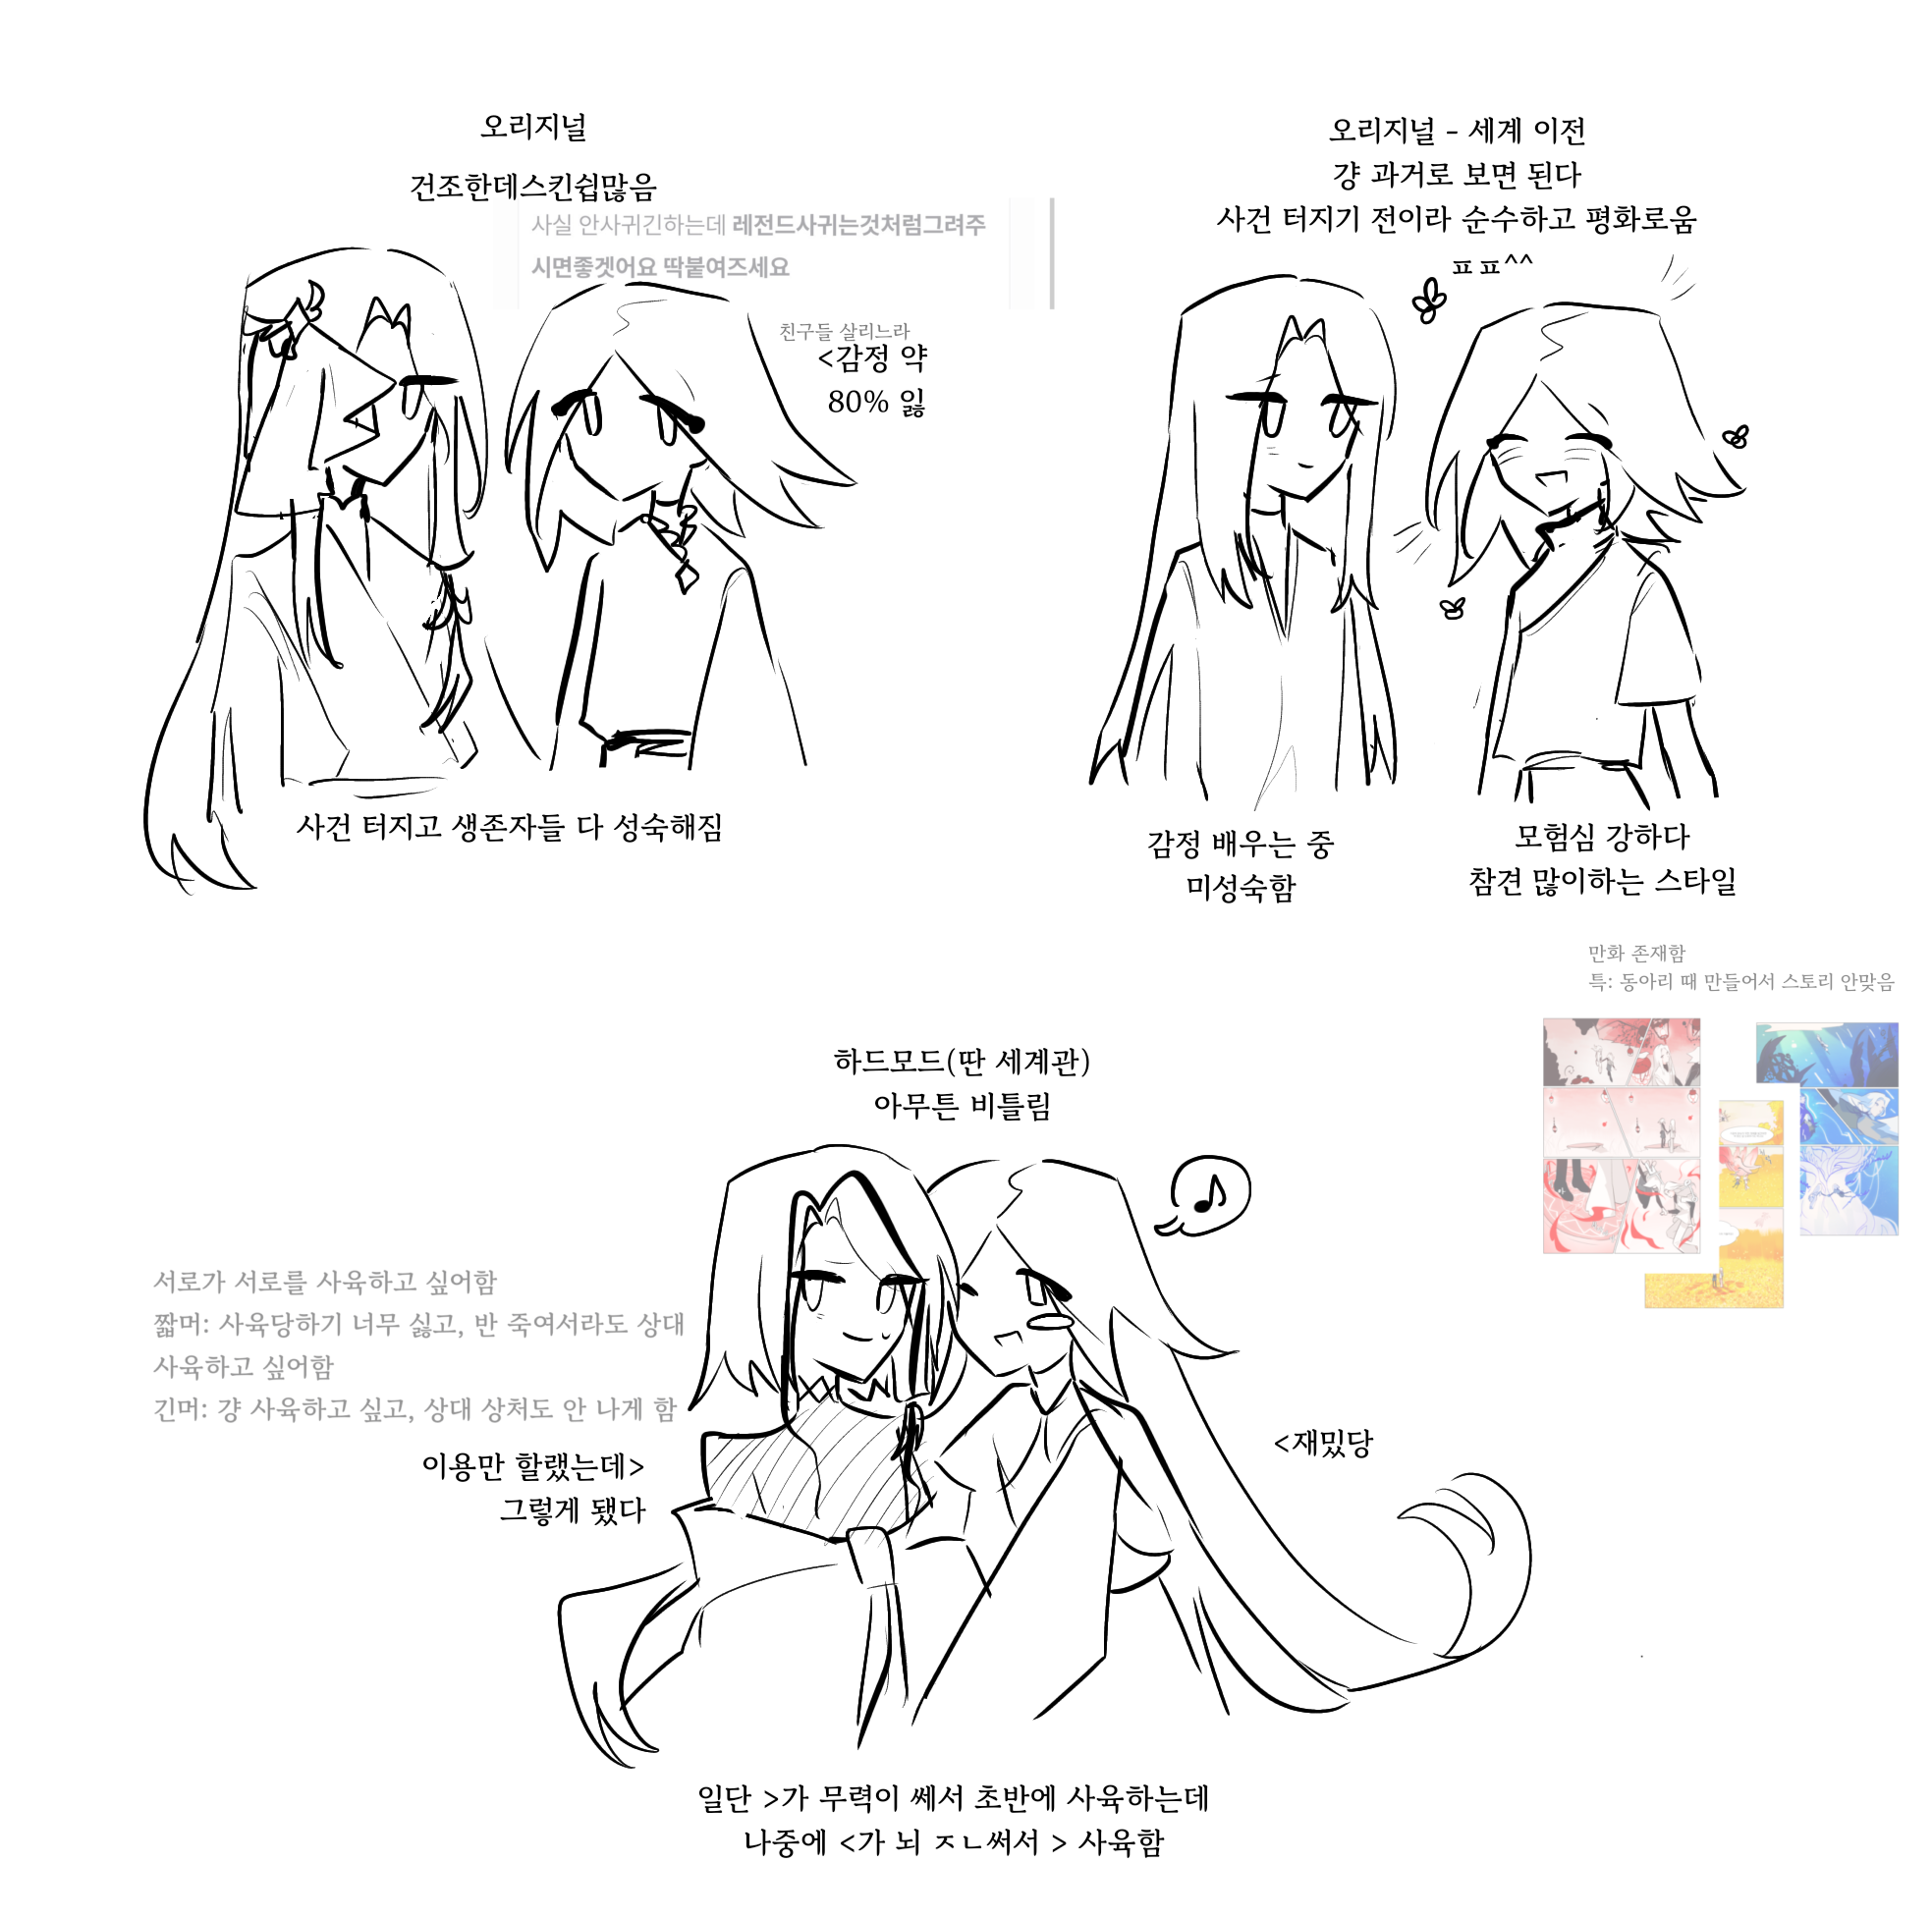 오리지널
건조한데스킨쉽많음
사실 안사귀긴하는데 레전드사귀는것처럼그려주
시면좋겟어요 딱붙여즈세요
친구들 살리느라
<감정 약
80% 잃
사건 터지고 생존자들 다 성숙해짐
오리지널 - 세계 이전
걍 과거로 보면 된다
사건 터지기 전이라 순수하고 평화로움
ㅍㅍ^^
감정 배우는 중
미성숙함
모험심 강하다
참견 많이하는 스타일
만화 존재함
특: 동아리 때 만들어서 스토리 안맞음
하드모드(딴 세계관)
아무튼 비틀림
서로가 서로를 사육하고 싶어함
짧머: 사육당하기 너무 싫고, 반 죽여서라도 상대
사육하고 싶어함
긴머: 걍 사육하고 싶고, 상대 상처도 안 나게 함
이용만 할랬는데>
그렇게 됐다
<재밌당
일단 >가 무력이 쎄서 초반에 사육하는데
나중에 <가 뇌 ㅈㄴ써서 > 사육함